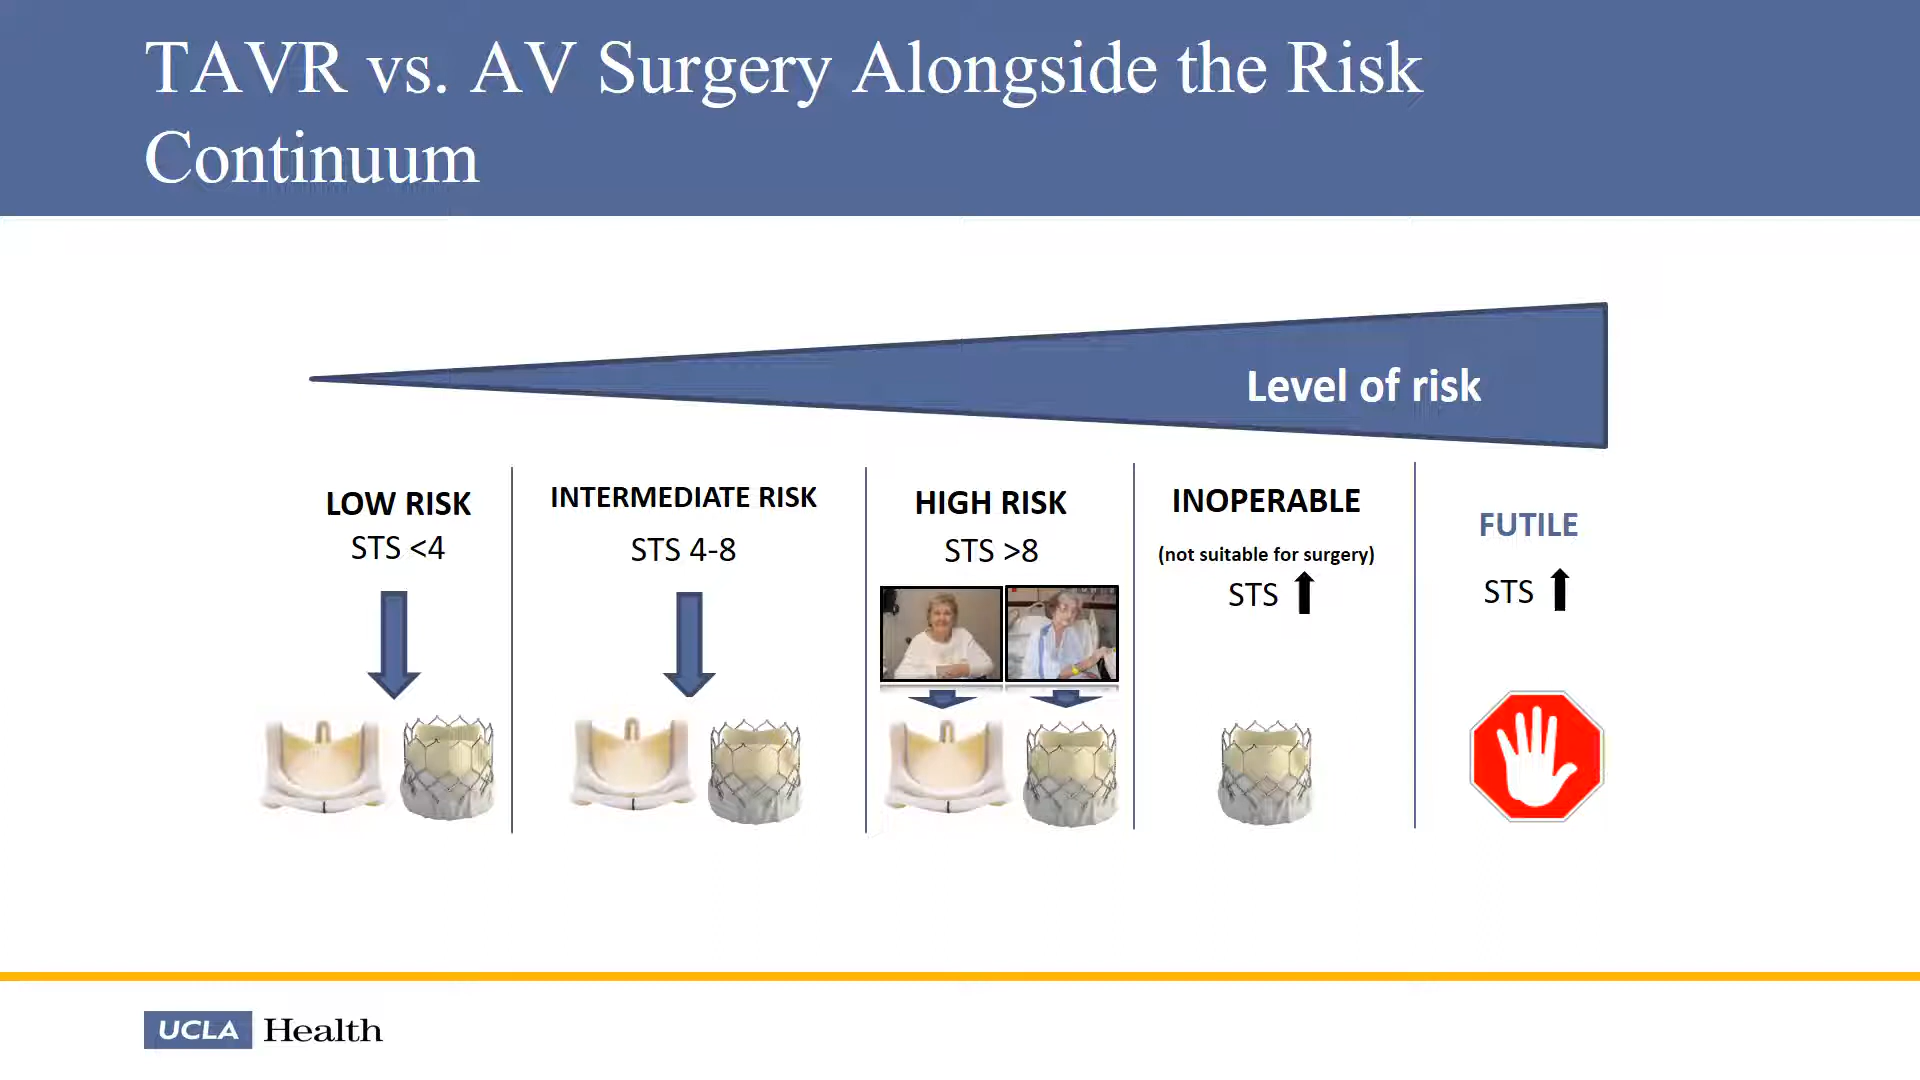 TAVR vs. AV Surgery Alongside the Risk
Continuum
Level of risk
LOW RISK
STS <4
INTERMEDIATE RISK
STS 4-8
HIGH RISK
STS >8
INOPERABLE
(not suitable for surgery)
STS
FUTILE
STS
UCLA Health